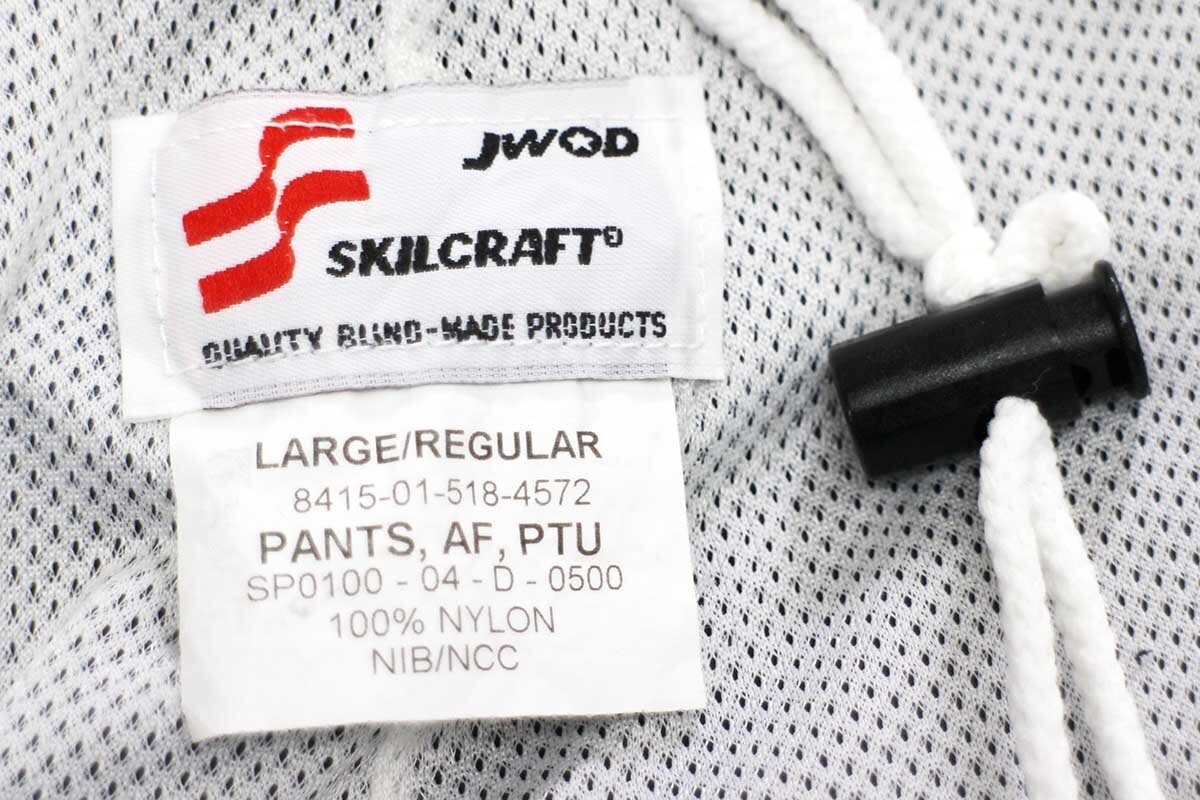 JWOD
SKILCRAFT®
QUALITY BLIND-MADE PRODUCTS
LARGE/REGULAR
8415-01-518-4572
PANTS, AF, PTU
SP0100 - 04 - D - 0500
100% NYLON
NIB/NCC